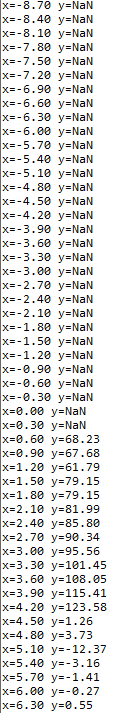 x=-8.70 y=NaN
x=-8.40 y=NaN
x=-8.10 y=NaN
x=-7.80 y=NaN
x=-7.50 y=NaN
x=-7.20 y=NaN
x=-6.90 y=NaN
x=-6.60 y=NaN
x=-6.30 y=NaN
x=-6.00 y=NaN
x=-5.70 y=NaN
x=-5.40 y=NaN
x=-5.10 y=NaN
x=-4.80 y=NaN
x=-4.50 y=NaN
x=-4.20 y=NaN
x=-3.90 y=NaN
x=-3.60 y=NaN
x=-3.30 y=NaN
x=-3.00 y=NaN
x=-2.70 y=NaN
x=-2.40 y=NaN
x=-2.10 y=NaN
x=-1.80 y=NaN
x=-1.50 y=NaN
x=-1.20 y=NaN
x=-0.90 y=NaN
x=-0.60 y=NaN
x=-0.30 y=NaN
x=0.00 y=NaN
x=0.30 y=NaN
x=0.60 y=68.23
x=0.90 y=67.68
x=1.20 y=61.79
x=1.50 y=79.15
x=1.80 y=79.15
x=2.10 y=81.99
x=2.40 y=85.80
x=2.70 y=90.34
x=3.00 y=95.56
x=3.30 y=101.45
x=3.60 y=108.05
x=3.90 y=115.41
x=4.20 y=123.58
x=4.50 y=1.26
x=4.80 y=3.73
x=5.10 y=-12.37
x=5.40 y=-3.16
x=5.70 y=-1.41
x=6.00 y=-0.27
x=6.30 y=0.55